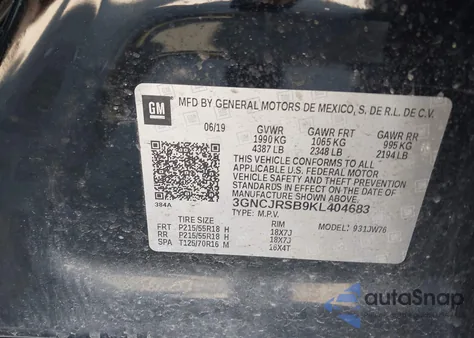 GM
MFD BY GENERAL MOTORS DE MEXICO, S. DE R.L. DE C.V.
06/19 GVWR GAWR FRT GAWR RR
1990 KG 1065 KG 995 KG
4387 LB 2348 LB 2194 LB
THIS VEHICLE CONFORMS TO ALL
APPLICABLE U.S. FEDERAL MOTOR
VEHICLE SAFETY, BUMPER, AND THEFT
PREVENTION STANDARDS IN EFFECT ON
THE DATE OF MANUFACTURE SHOWN ABOVE.
384A
3GNCJRSB9KL404683
TYPE: M.P.V.
TIRE SIZE RIM MODEL: 931JW76
FRT P215/55R18 H 18X7J
RR P215/55R18 H 18X7J
SPA T125/70R16 M 16X4T
autoSnap